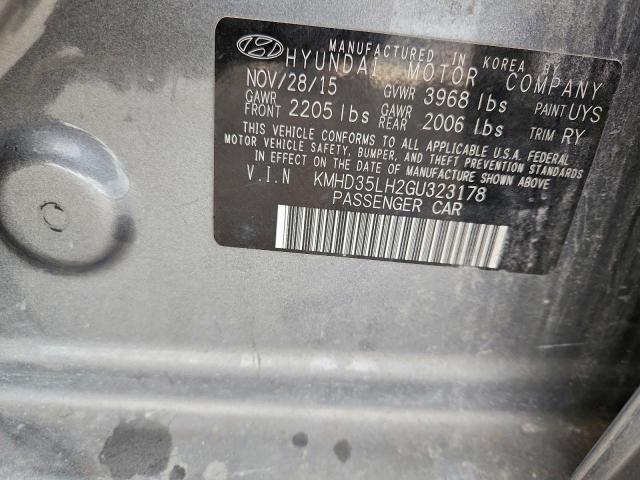 MANUFACTURED IN KOREA BY
HYUNDAI MOTOR COMPANY
NOV/28/15 GVWR 3968 lbs PAINT UYS
GAWR FRONT 2205 lbs GAWR REAR 2006 lbs TRIM RY
THIS VEHICLE CONFORMS TO ALL APPLICABLE U.S.A. FEDERAL
MOTOR VEHICLE SAFETY, BUMPER, AND THEFT PREVENTION STANDARDS
IN EFFECT ON THE DATE OF MANUFACTURE SHOWN ABOVE
V.I.N KMHD35LH2GU323178
PASSENGER CAR